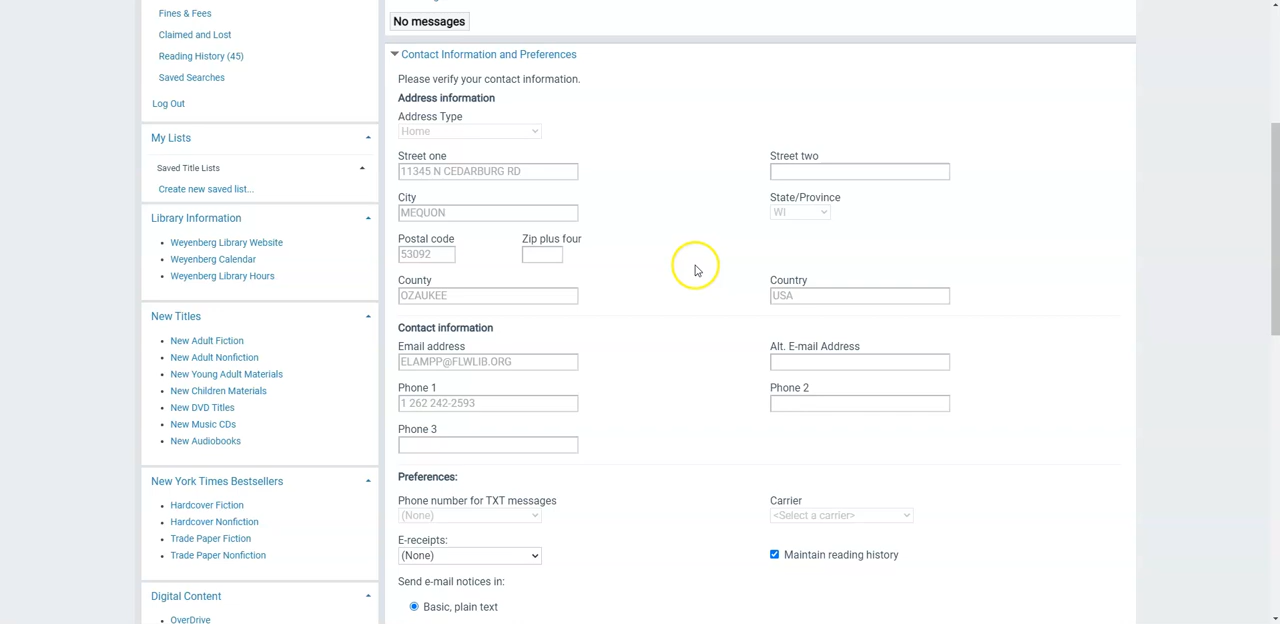 Fines & Fees
Claimed and Lost
Reading History (45)
Saved Searches
Log Out
My Lists
Saved Title Lists
Create new saved list...
Library Information
Weyenberg Library Website
Weyenberg Calendar
Weyenberg Library Hours
New Titles
New Adult Fiction
New Adult Nonfiction
New Young Adult Materials
New Children Materials
New DVD Titles
New Music CDs
New Audiobooks
New York Times Bestsellers
Hardcover Fiction
Hardcover Nonfiction
Trade Paper Fiction
Trade Paper Nonfiction
Digital Content
OverDrive
No messages
Contact Information and Preferences
Please verify your contact information.
Address information
Address Type
Home
Street one
Street two
11345 N CEDARBURG RD
City
State/Province
MEQUON
WI
Postal code
Zip plus four
53092
County
Country
OZAUKEE
USA
Contact information
Email address
Alt. E-mail Address
ELAMPP@FLWLIB.ORG
Phone 1
Phone 2
1 262 242-2593
Phone 3
Preferences:
Phone number for TXT messages
Carrier
(None)
<Select a carrier>
E-receipts:
(None)
Maintain reading history
Send e-mail notices in:
Basic, plain text